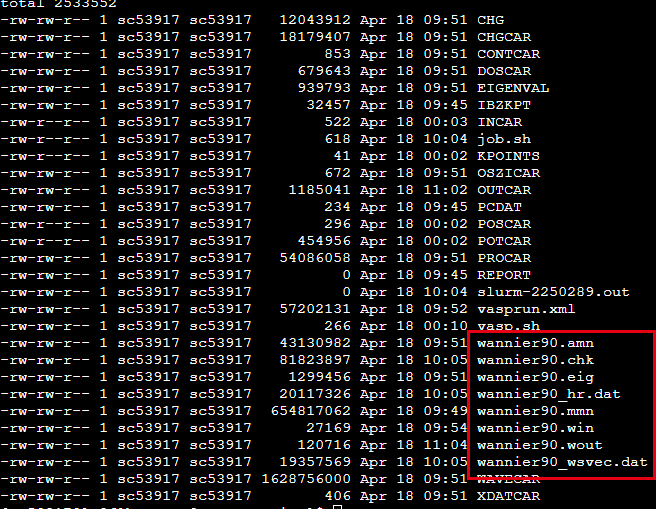 total 2533552
-rw-rw-r-- 1 sc53917 sc53917 12043912 Apr 18 09:51 CHG
-rw-rw-r-- 1 sc53917 sc53917 18179407 Apr 18 09:51 CHGCAR
-rw-rw-r-- 1 sc53917 sc53917 853 Apr 18 09:51 CONTCAR
-rw-rw-r-- 1 sc53917 sc53917 679643 Apr 18 09:51 DOSCAR
-rw-rw-r-- 1 sc53917 sc53917 939793 Apr 18 09:51 EIGENVAL
-rw-rw-r-- 1 sc53917 sc53917 32457 Apr 18 09:45 IBZKPT
-rw-rw-r-- 1 sc53917 sc53917 522 Apr 18 00:03 INCAR
-rw-rw-r-- 1 sc53917 sc53917 618 Apr 18 10:04 job.sh
-rw-rw-r-- 1 sc53917 sc53917 41 Apr 18 00:02 KPOINTS
-rw-rw-r-- 1 sc53917 sc53917 672 Apr 18 09:51 OSZICAR
-rw-rw-r-- 1 sc53917 sc53917 1185041 Apr 18 11:02 OUTCAR
-rw-rw-r-- 1 sc53917 sc53917 234 Apr 18 09:45 PCDAT
-rw-rw-r-- 1 sc53917 sc53917 296 Apr 18 00:02 POSCAR
-rw-rw-r-- 1 sc53917 sc53917 454956 Apr 18 00:02 POTCAR
-rw-rw-r-- 1 sc53917 sc53917 54086058 Apr 18 09:51 PROCAR
-rw-rw-r-- 1 sc53917 sc53917 0 Apr 18 09:45 REPORT
-rw-rw-r-- 1 sc53917 sc53917 0 Apr 18 10:04 slurm-2250289.out
-rw-rw-r-- 1 sc53917 sc53917 57202131 Apr 18 09:52 vasprun.xml
-rw-rw-r-- 1 sc53917 sc53917 266 Apr 18 00:10 vasp.sh
-rw-rw-r-- 1 sc53917 sc53917 43130982 Apr 18 09:51 wannier90.amn
-rw-rw-r-- 1 sc53917 sc53917 81823897 Apr 18 10:05 wannier90.chk
-rw-rw-r-- 1 sc53917 sc53917 1299456 Apr 18 09:51 wannier90.eig
-rw-rw-r-- 1 sc53917 sc53917 20117326 Apr 18 10:05 wannier90_hr.dat
-rw-rw-r-- 1 sc53917 sc53917 654817062 Apr 18 09:49 wannier90.mmn
-rw-rw-r-- 1 sc53917 sc53917 27169 Apr 18 09:54 wannier90.win
-rw-rw-r-- 1 sc53917 sc53917 120716 Apr 18 11:04 wannier90.wout
-rw-rw-r-- 1 sc53917 sc53917 19357569 Apr 18 10:05 wannier90_wsvec.dat
-rw-rw-r-- 1 sc53917 sc53917 1628756000 Apr 18 09:51 WAVECAR
-rw-rw-r-- 1 sc53917 sc53917 406 Apr 18 09:51 XDATCAR